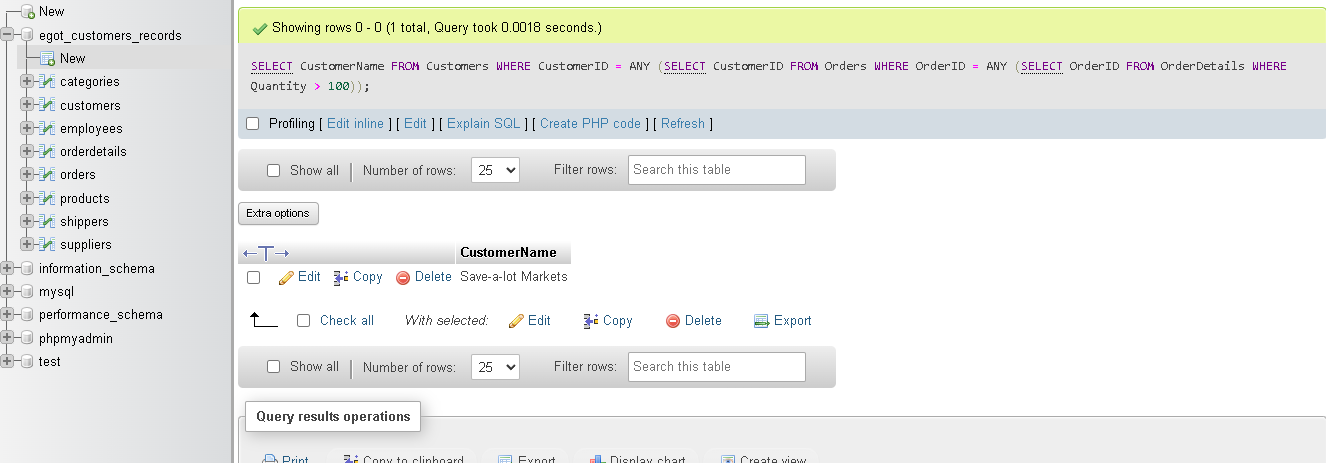 New
egot_customers_records
New
categories
customers
employees
orderdetails
orders
products
shippers
suppliers
information_schema
mysql
performance_schema
phpmyadmin
test
Showing rows 0 - 0 (1 total, Query took 0.0018 seconds.)
SELECT CustomerName FROM Customers WHERE CustomerID = ANY (SELECT CustomerID FROM Orders WHERE OrderID = ANY (SELECT OrderID FROM OrderDetails WHERE
Quantity > 100));
Profiling [ Edit inline ] [ Edit ] [ Explain SQL ] [ Create PHP code ] [ Refresh ]
Show all | Number of rows: 25 Filter rows: Search this table
Extra options
CustomerName
Edit Copy Delete Save-a-lot Markets
Check all With selected: Edit Copy Delete Export
Show all | Number of rows: 25 Filter rows: Search this table
Query results operations
Print Copy to clipboard Export Display chart Create view